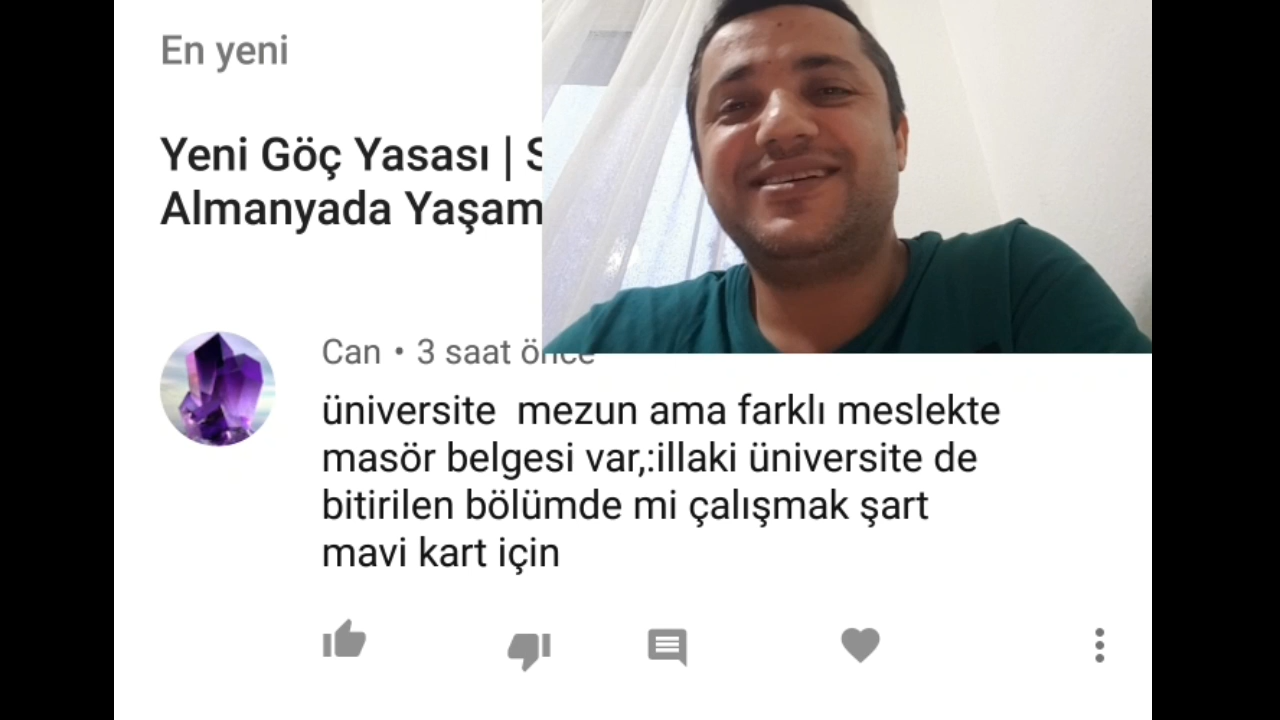 En yeni
Yeni Göç Yasası |
Almanyada Yaşam
Can • 3 saat önce
üniversite mezun ama farklı meslekte
masör belgesi var,:illaki üniversite de
bitirilen bölümde mi çalışmak şart
mavi kart için